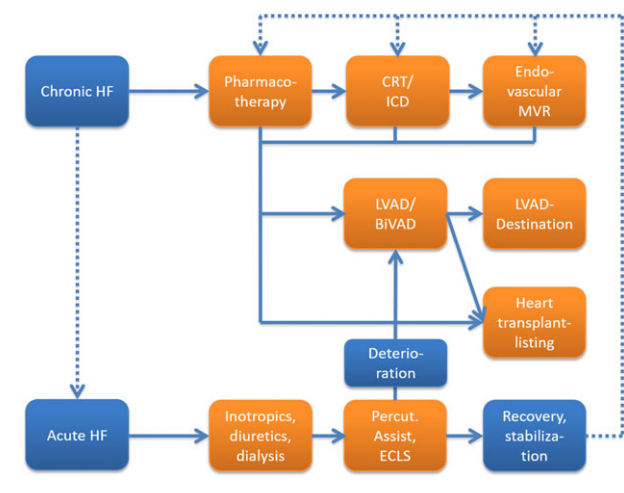 Chronic HF
Pharmaco-
therapy
CRT/
ICD
Endo-
vascular
MVR
LVAD/
BiVAD
LVAD-
Destination
Heart
transplant-
listing
Deterio-
ration
Acute HF
Inotropics,
diuretics,
dialysis
Percut.
Assist,
ECLS
Recovery,
stabiliza-
tion